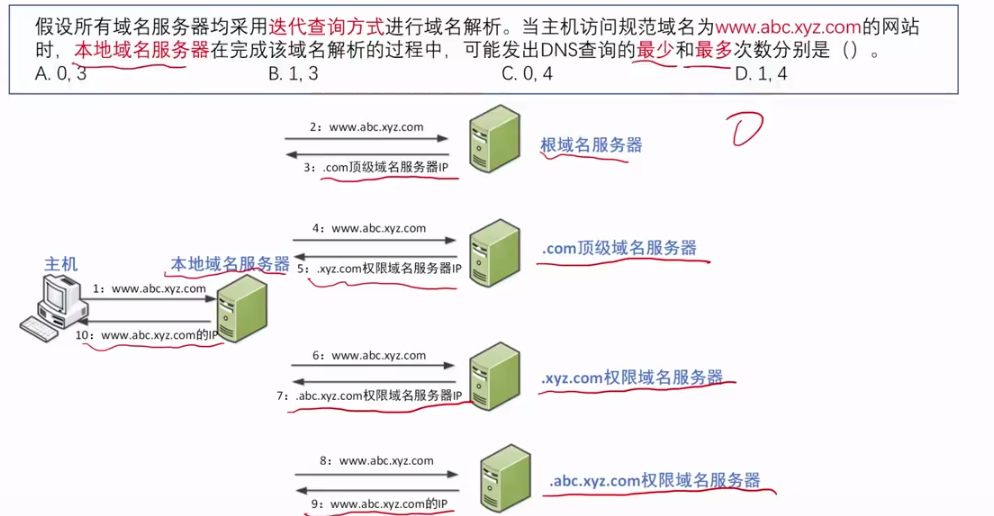 假设所有域名服务器均采用迭代查询方式进行域名解析。当主机访问规范域名为www.abc.xyz.com的网站
时，本地域名服务器在完成该域名解析的过程中，可能发出DNS查询的最少和最多次数分别是（）。
A. 0, 3 B. 1, 3 C. 0, 4 D. 1, 4
2：www.abc.xyz.com
根域名服务器
3：.com顶级域名服务器IP
4：www.abc.xyz.com
.com顶级域名服务器
5：.xyz.com权限域名服务器IP
主机
本地域名服务器
1：www.abc.xyz.com
10：www.abc.xyz.com的IP
6：www.abc.xyz.com
.xyz.com权限域名服务器
7：.abc.xyz.com权限域名服务器IP
8：www.abc.xyz.com
.abc.xyz.com权限域名服务器
9：www.abc.xyz.com的IP